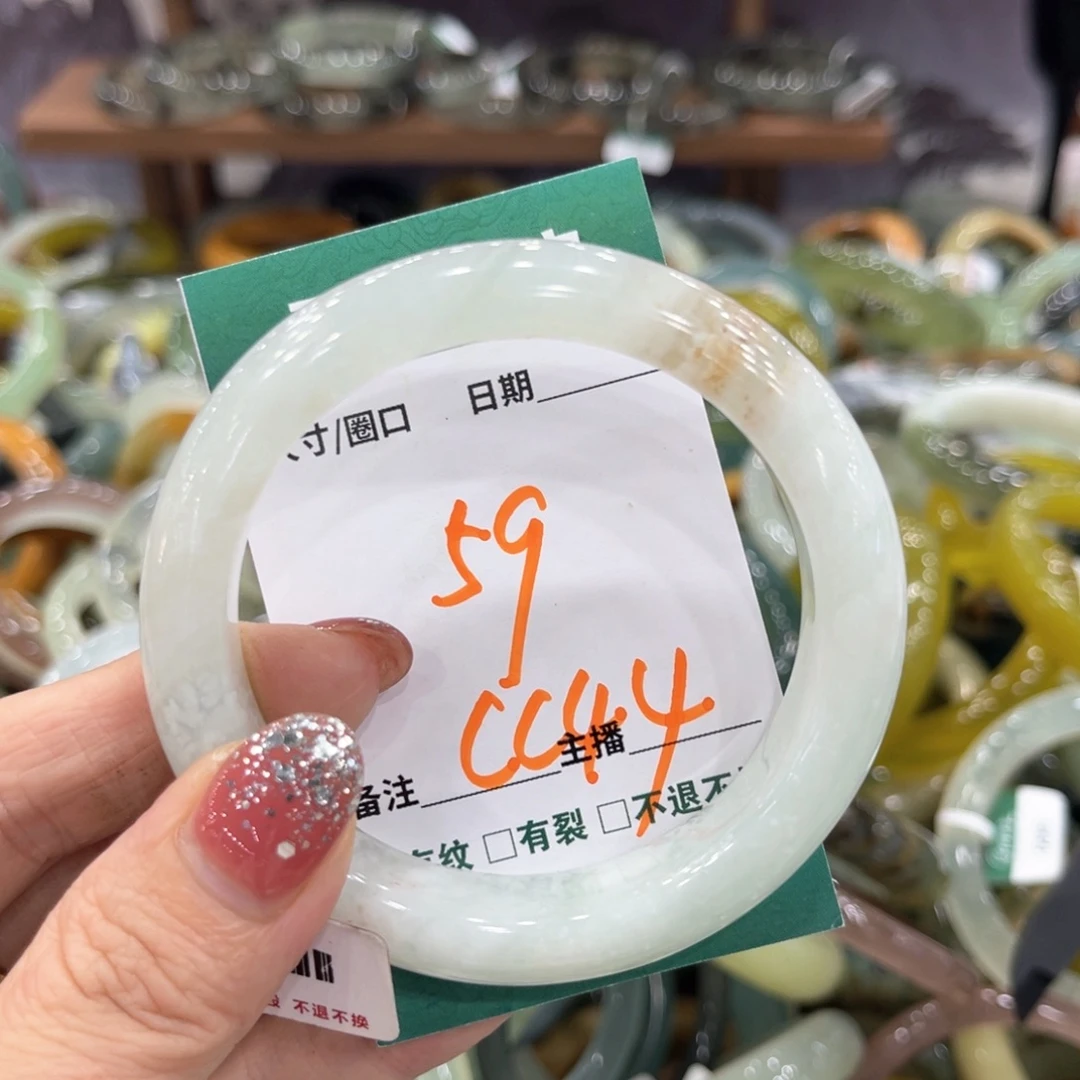 寸/圈口 日期
59
CC44
备注 主播
有纹 □有裂 □不退不
不退不换